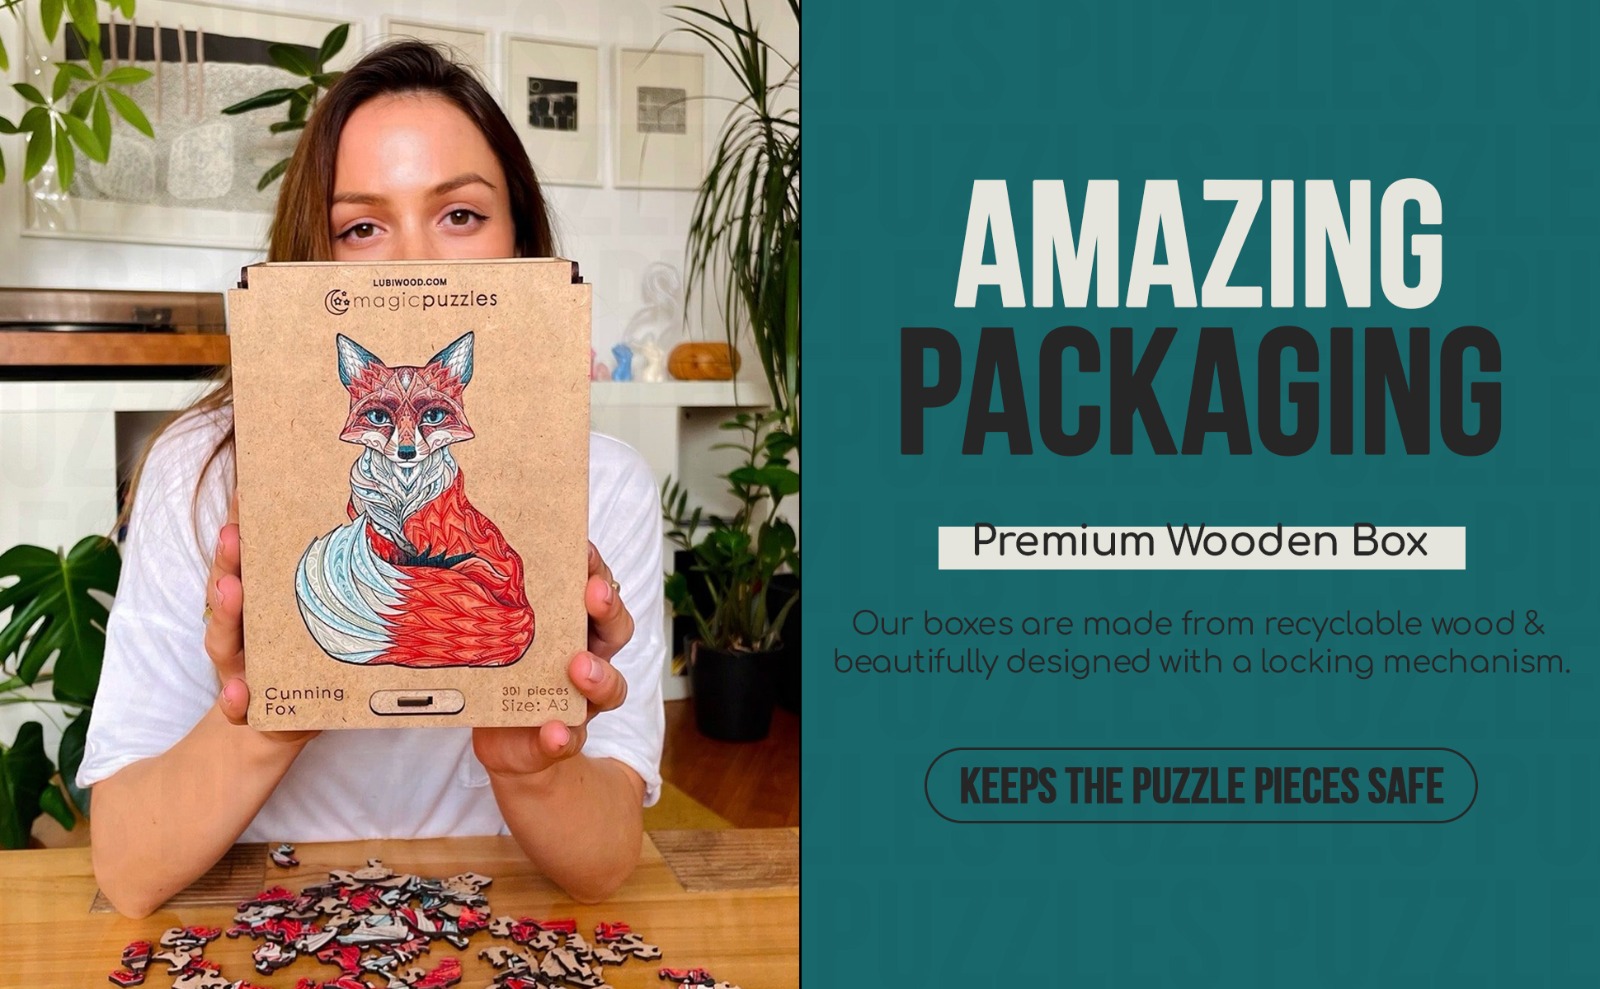 LUBIWOOD.COM
magicpuzzles
Cunning
Fox
301 pieces
Size: A3
AMAZING
PACKAGING
Premium Wooden Box
Our boxes are made from recyclable wood &
beautifully designed with a locking mechanism.
KEEPS THE PUZZLE PIECES SAFE